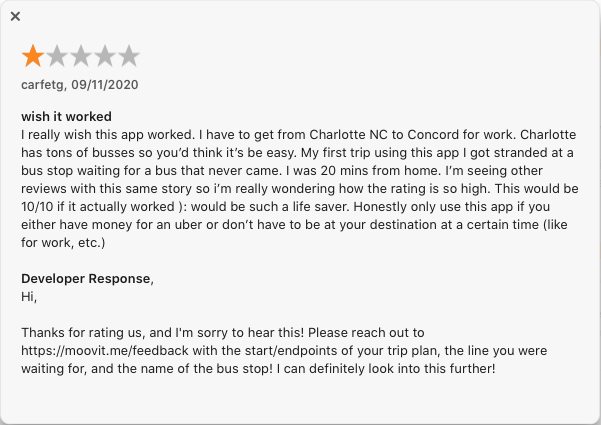 carfetg, 09/11/2020
wish it worked
I really wish this app worked. I have to get from Charlotte NC to Concord for work. Charlotte
has tons of busses so you’d think it’s be easy. My first trip using this app I got stranded at a
bus stop waiting for a bus that never came. I was 20 mins from home. I’m seeing other
reviews with this same story so i’m really wondering how the rating is so high. This would be
10/10 if it actually worked ): would be such a life saver. Honestly only use this app if you
either have money for an uber or don’t have to be at your destination at a certain time (like
for work, etc.)
Developer Response,
Hi,
Thanks for rating us, and I'm sorry to hear this! Please reach out to
https://moovit.me/feedback with the start/endpoints of your trip plan, the line you were
waiting for, and the name of the bus stop! I can definitely look into this further!